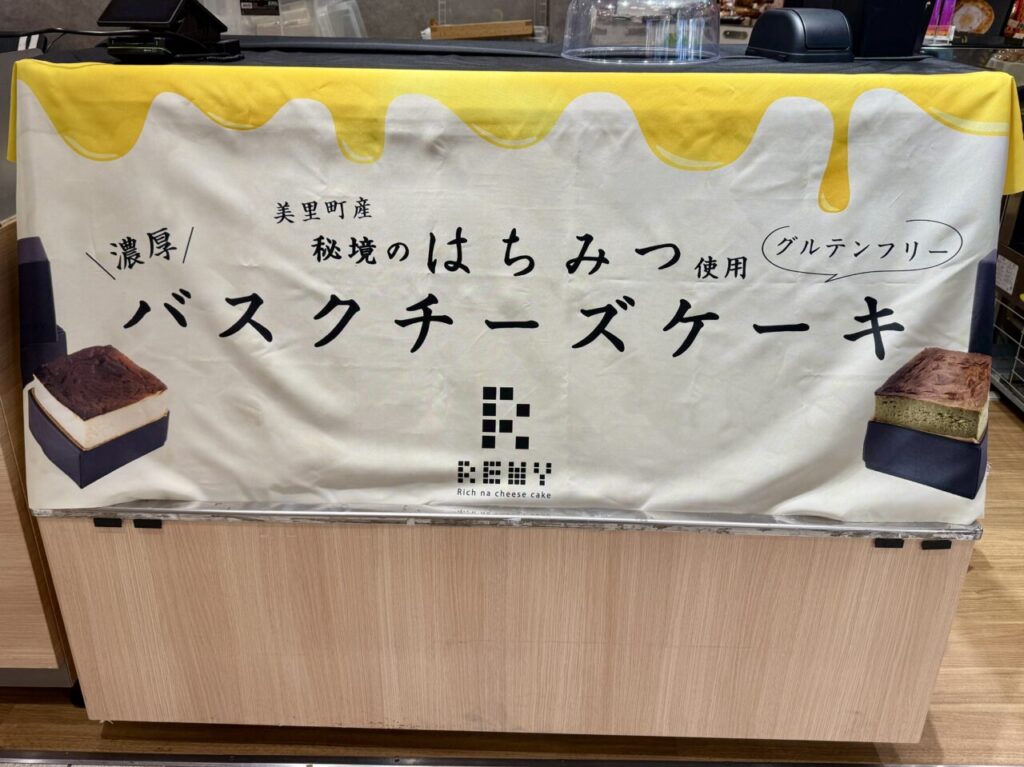 美里町産
濃厚
秘境のはちみつ使用
グルテンフリー
バスクチーズケーキ
R
REMY
Rich na cheese cake